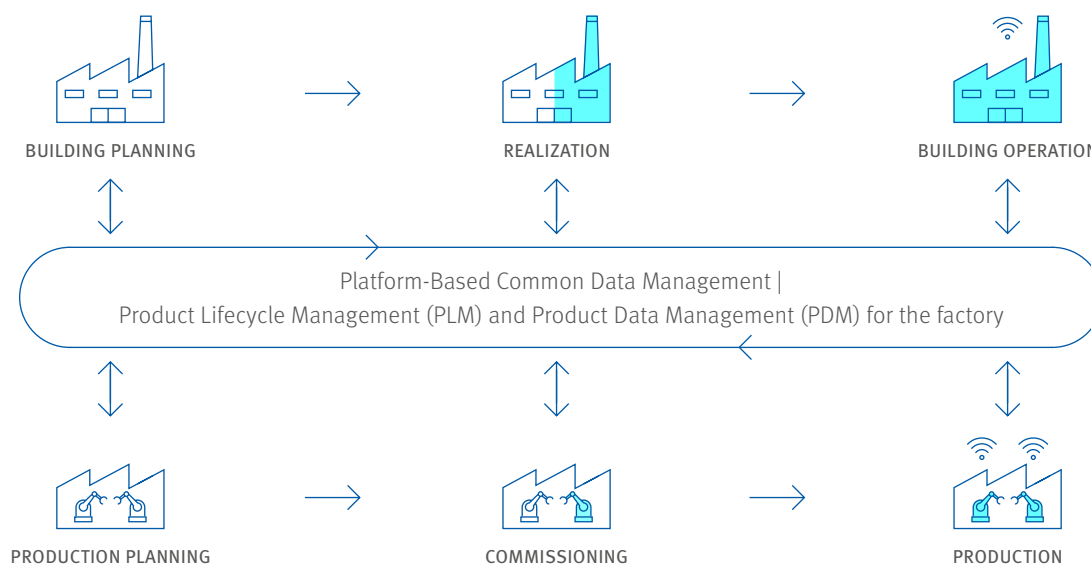 BUILDING PLANNING
REALIZATION
BUILDING OPERATION
Platform-Based Common Data Management |
Product Lifecycle Management (PLM) and Product Data Management (PDM) for the factory
PRODUCTION PLANNING
COMMISSIONING
PRODUCTION